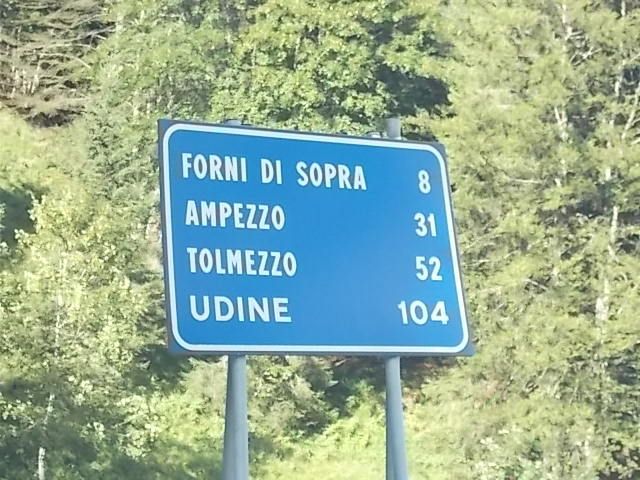 FORNI DI SOPRA 8
AMPEZZO 31
TOLMEZZO 52
UDINE 104